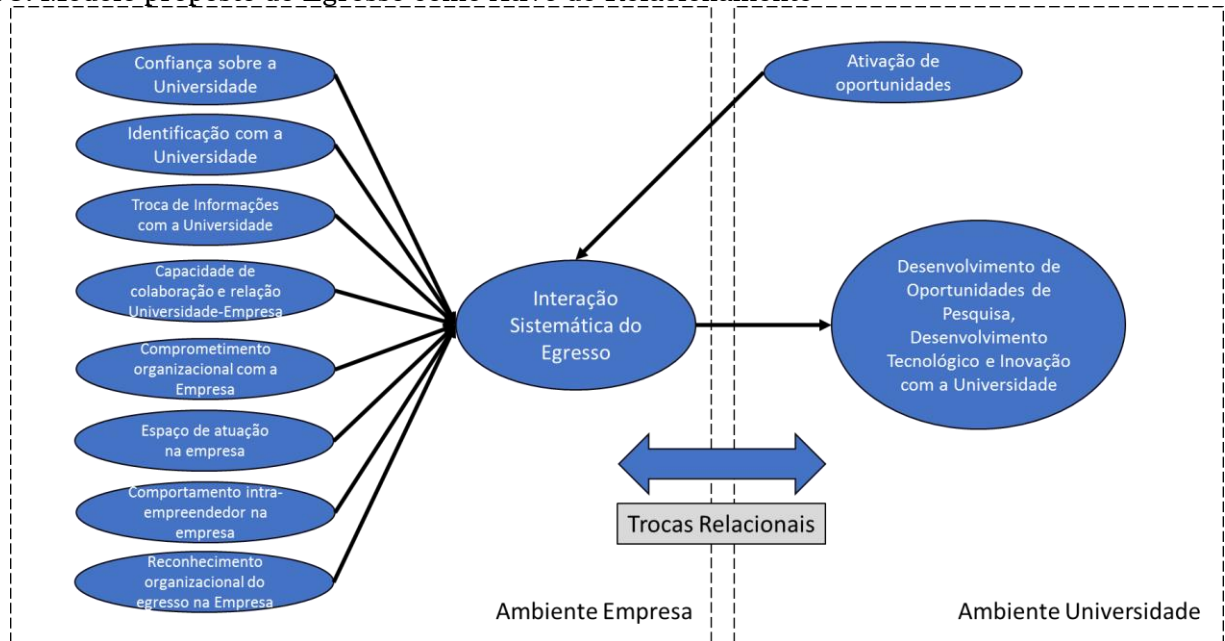 Confiança sobre a
Universidade
Identificação com a
Universidade
Troca de Informações
com a Universidade
Capacidade de
colaboração e relação
Universidade-Empresa
Comprometimento
organizacional com a
Empresa
Espaço de atuação
na empresa
Comportamento intra-
empreendedor na
empresa
Reconhecimento
organizacional do
egresso na Empresa
Interação
Sistemática do
Egresso
Ativação de
oportunidades
Desenvolvimento de
Oportunidades de
Pesquisa,
Desenvolvimento
Tecnológico e Inovação
com a Universidade
Trocas Relacionais
Ambiente Empresa
Ambiente Universidade